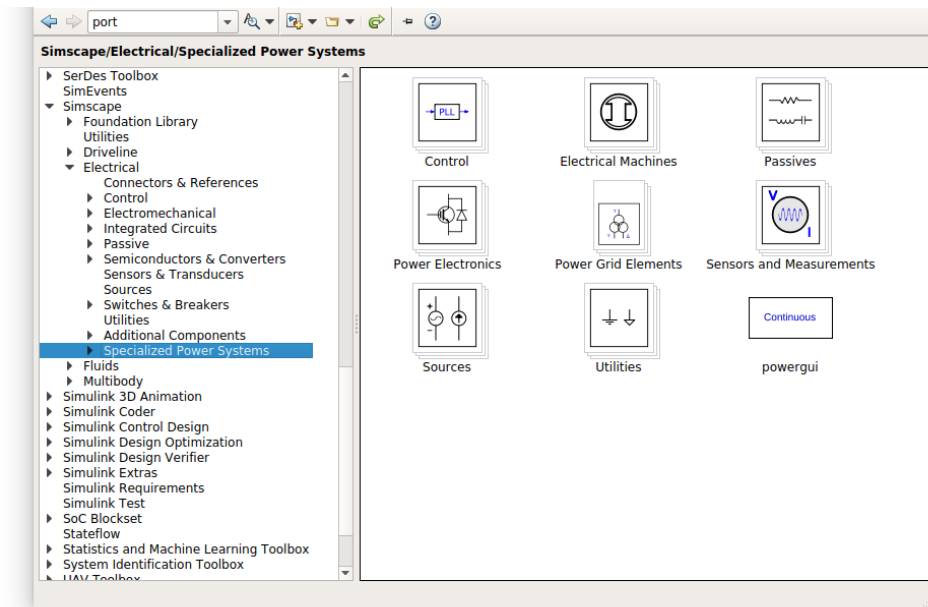 port
Simscape/Electrical/Specialized Power Systems
SerDes Toolbox
SimEvents
Simscape
Foundation Library
Utilities
Driveline
Electrical
Connectors & References
Control
Electromechanical
Integrated Circuits
Passive
Semiconductors & Converters
Sensors & Transducers
Sources
Switches & Breakers
Utilities
Additional Components
Specialized Power Systems
Fluids
Multibody
Simulink 3D Animation
Simulink Coder
Simulink Control Design
Simulink Design Optimization
Simulink Design Verifier
Simulink Extras
Simulink Requirements
Simulink Test
SoC Blockset
Stateflow
Statistics and Machine Learning Toolbox
System Identification Toolbox
UAV Toolbox
PLL
Control
Electrical Machines
Passives
Power Electronics
Power Grid Elements
V
I
Sensors and Measurements
Sources
Utilities
Continuous
powergui